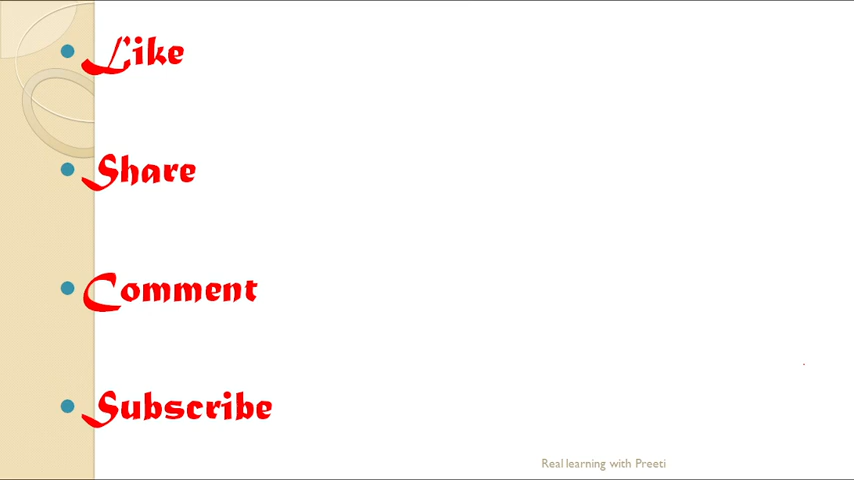 Like
Share
Comment
Subscribe
Real learning with Preeti